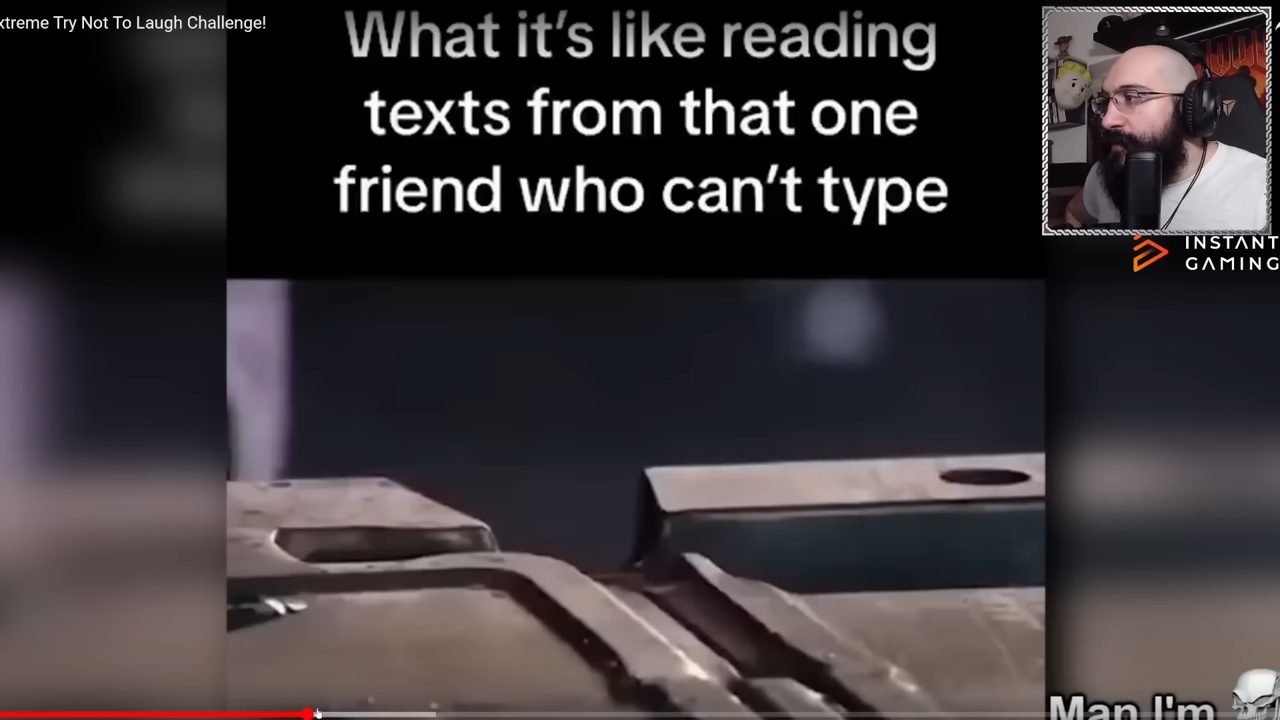 xtreme Try Not To Laugh Challenge!
What it's like reading
texts from that one
friend who can't type
INSTANT
GAMING
Man I'm